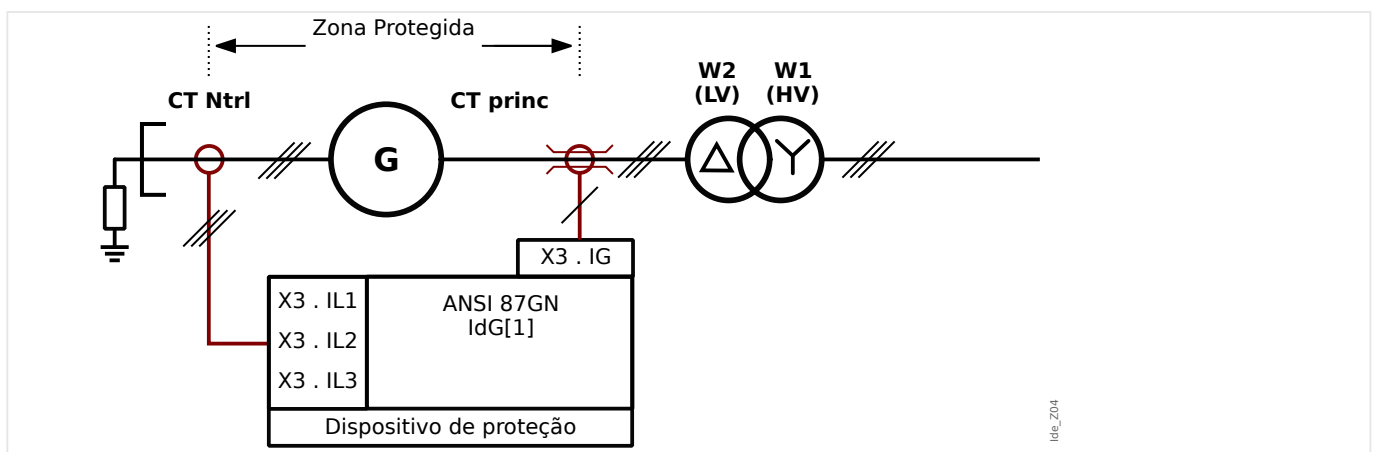 Zona Protegida
W2
(LV)
W1
(HV)
CT Ntrl
CT princ
G
X3 . IG
X3 . IL1
X3 . IL2
X3 . IL3
ANSI 87GN
IdG[1]
Dispositivo de proteção
Ide_Z04